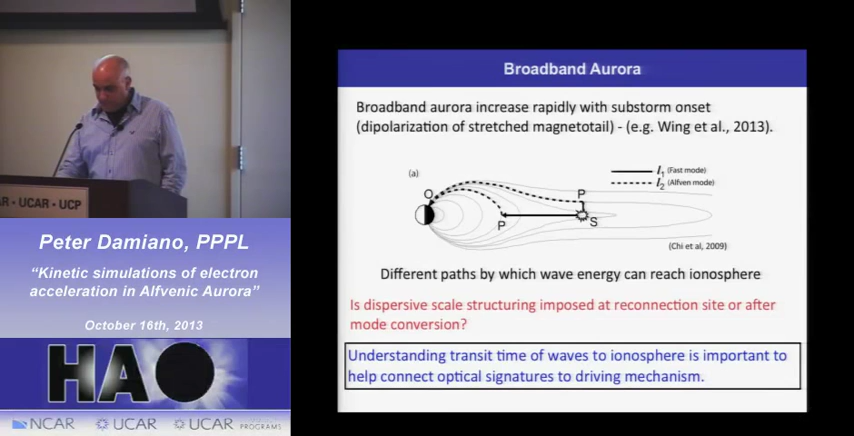 AR · UCAR · UCP
Peter Damiano, PPPL
“Kinetic simulations of electron
acceleration in Alfvenic Aurora”
October 16th, 2013
HAO
NCAR UCAR UCAR PROGRAMS
Broadband Aurora
Broadband aurora increase rapidly with substorm onset
(dipolarization of stretched magnetotail) - (e.g. Wing et al., 2013).
(a)
l₁ (Fast mode)
l₂ (Alfven mode)
O
P
P
S
(Chi et al, 2009)
Different paths by which wave energy can reach ionosphere
Is dispersive scale structuring imposed at reconnection site or after
mode conversion?
Understanding transit time of waves to ionosphere is important to
help connect optical signatures to driving mechanism.